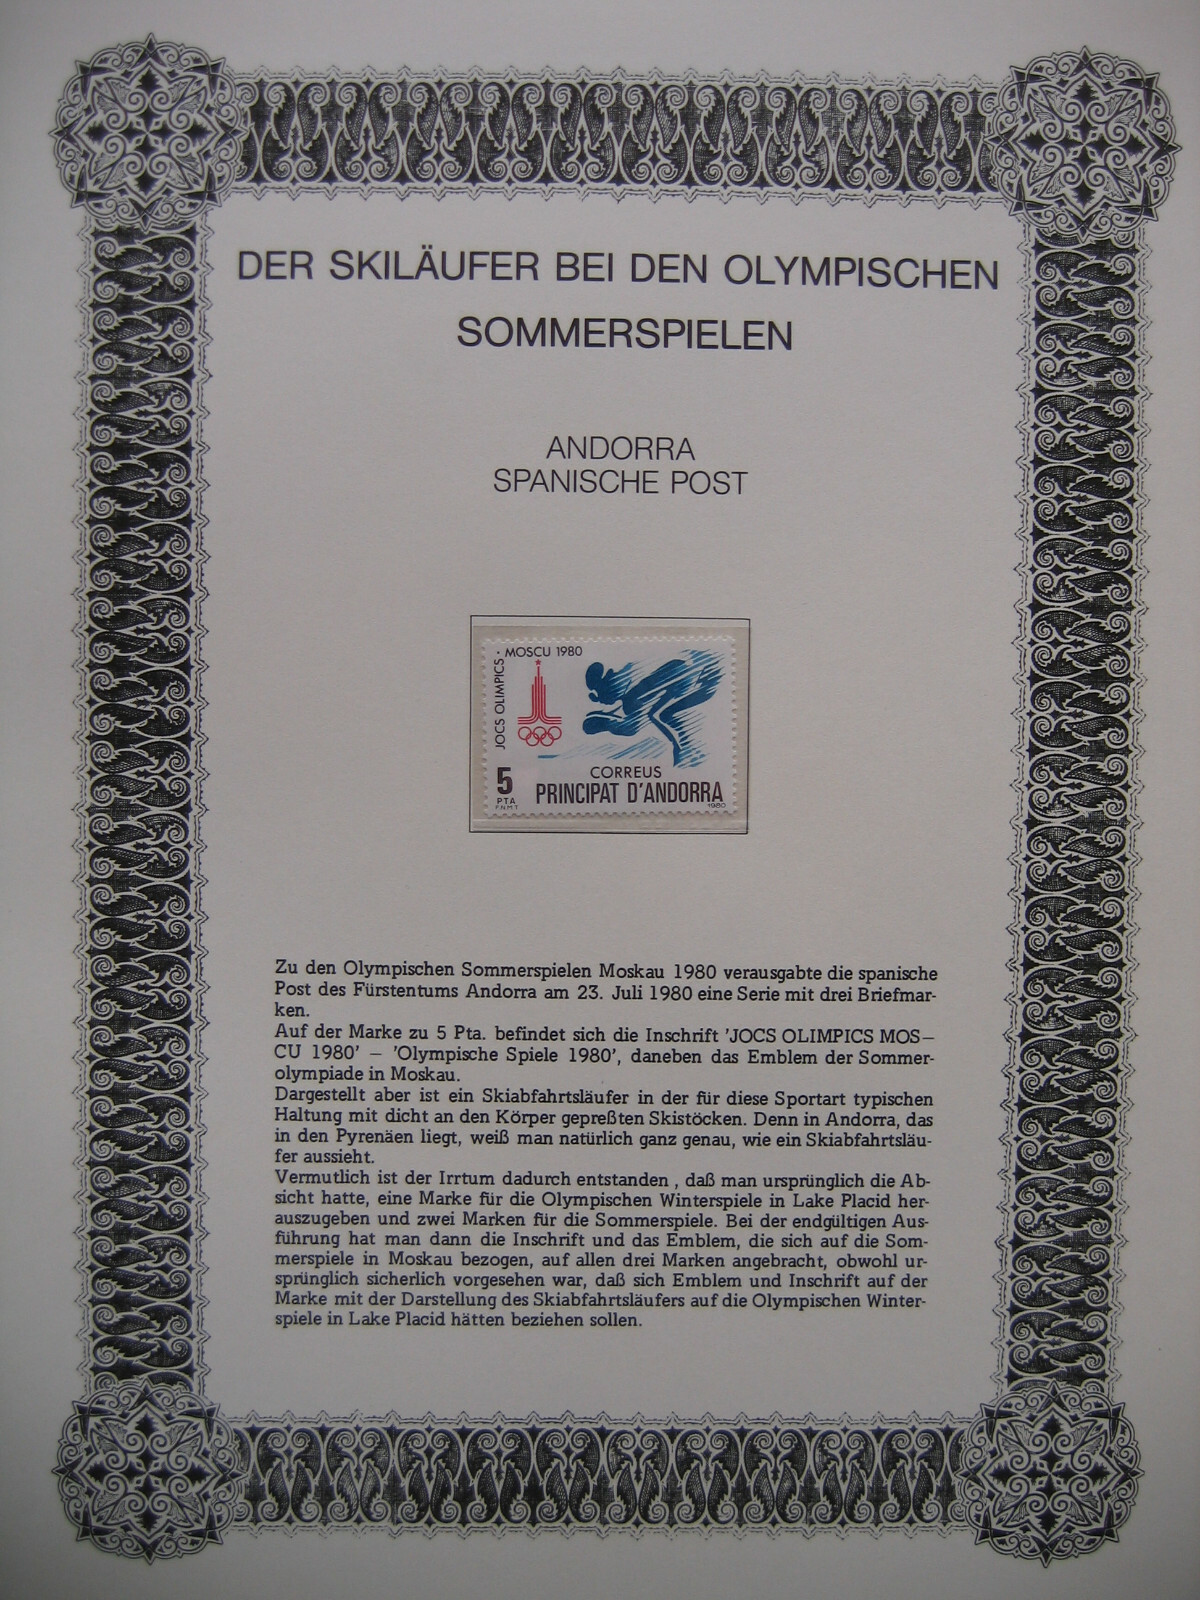 DER SKILÄUFER BEI DEN OLYMPISCHEN
SOMMERSPIELEN
ANDORRA
SPANISCHE POST
JOCS OLIMPICS · MOSCU 1980
5
PTA
F.N.M.T
CORREUS
PRINCIPAT D'ANDORRA
1980
Zu den Olympischen Sommerspielen Moskau 1980 verausgabte die spanische
Post des Fürstentums Andorra am 23. Juli 1980 eine Serie mit drei Briefmar-
ken.
Auf der Marke zu 5 Pta. befindet sich die Inschrift 'JOCS OLIMPICS MOS–
CU 1980' – 'Olympische Spiele 1980', daneben das Emblem der Sommer-
olympiade in Moskau.
Dargestellt aber ist ein Skiabfahrtsläufer in der für diese Sportart typischen
Haltung mit dicht an den Körper gepreßten Skistöcken. Denn in Andorra, das
in den Pyrenäen liegt, weiß man natürlich ganz genau, wie ein Skiabfahrtsläu-
fer aussieht.
Vermutlich ist der Irrtum dadurch entstanden , daß man ursprünglich die Ab-
sicht hatte, eine Marke für die Olympischen Winterspiele in Lake Placid her-
auszugeben und zwei Marken für die Sommerspiele. Bei der endgültigen Aus-
führung hat man dann die Inschrift und das Emblem, die sich auf die Som-
merspiele in Moskau bezogen, auf allen drei Marken angebracht, obwohl ur-
sprünglich sicherlich vorgesehen war, daß sich Emblem und Inschrift auf der
Marke mit der Darstellung des Skiabfahrtsläufers auf die Olympischen Winter-
spiele in Lake Placid hätten beziehen sollen.